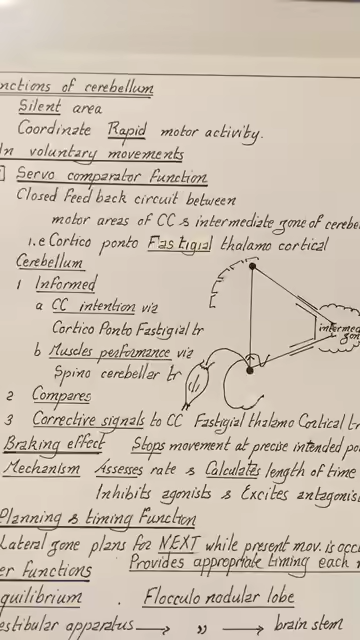 nctions of cerebellum
Silent area
Coordinate Rapid motor activity.
In voluntary movements
Servo comparator function
Closed feed back circuit between
motor areas of CC & intermediate zone of cerebe
i.e Cortico ponto Fastigial thalamo cortical
Cerebellum
1 Informed
a CC intention via
Cortico Ponto Fastigial tr
intermed
zon
b Muscles performance via
Spino cerebellar tr
2 Compares
3 Corrective signals to CC Fastigial thalamo Cortical tr
Braking effect Stops movement at precise intended po
Mechanism Assesses rate & Calculates length of time
Inhibits agonists & Excites antagonis
Planning & timing Function
Lateral zone plans for NEXT while present mov. is occu
er functions Provides appropriate timing each
quilibrium . Flocculo nodular lobe
estibular apparatus → ,, → brain stem